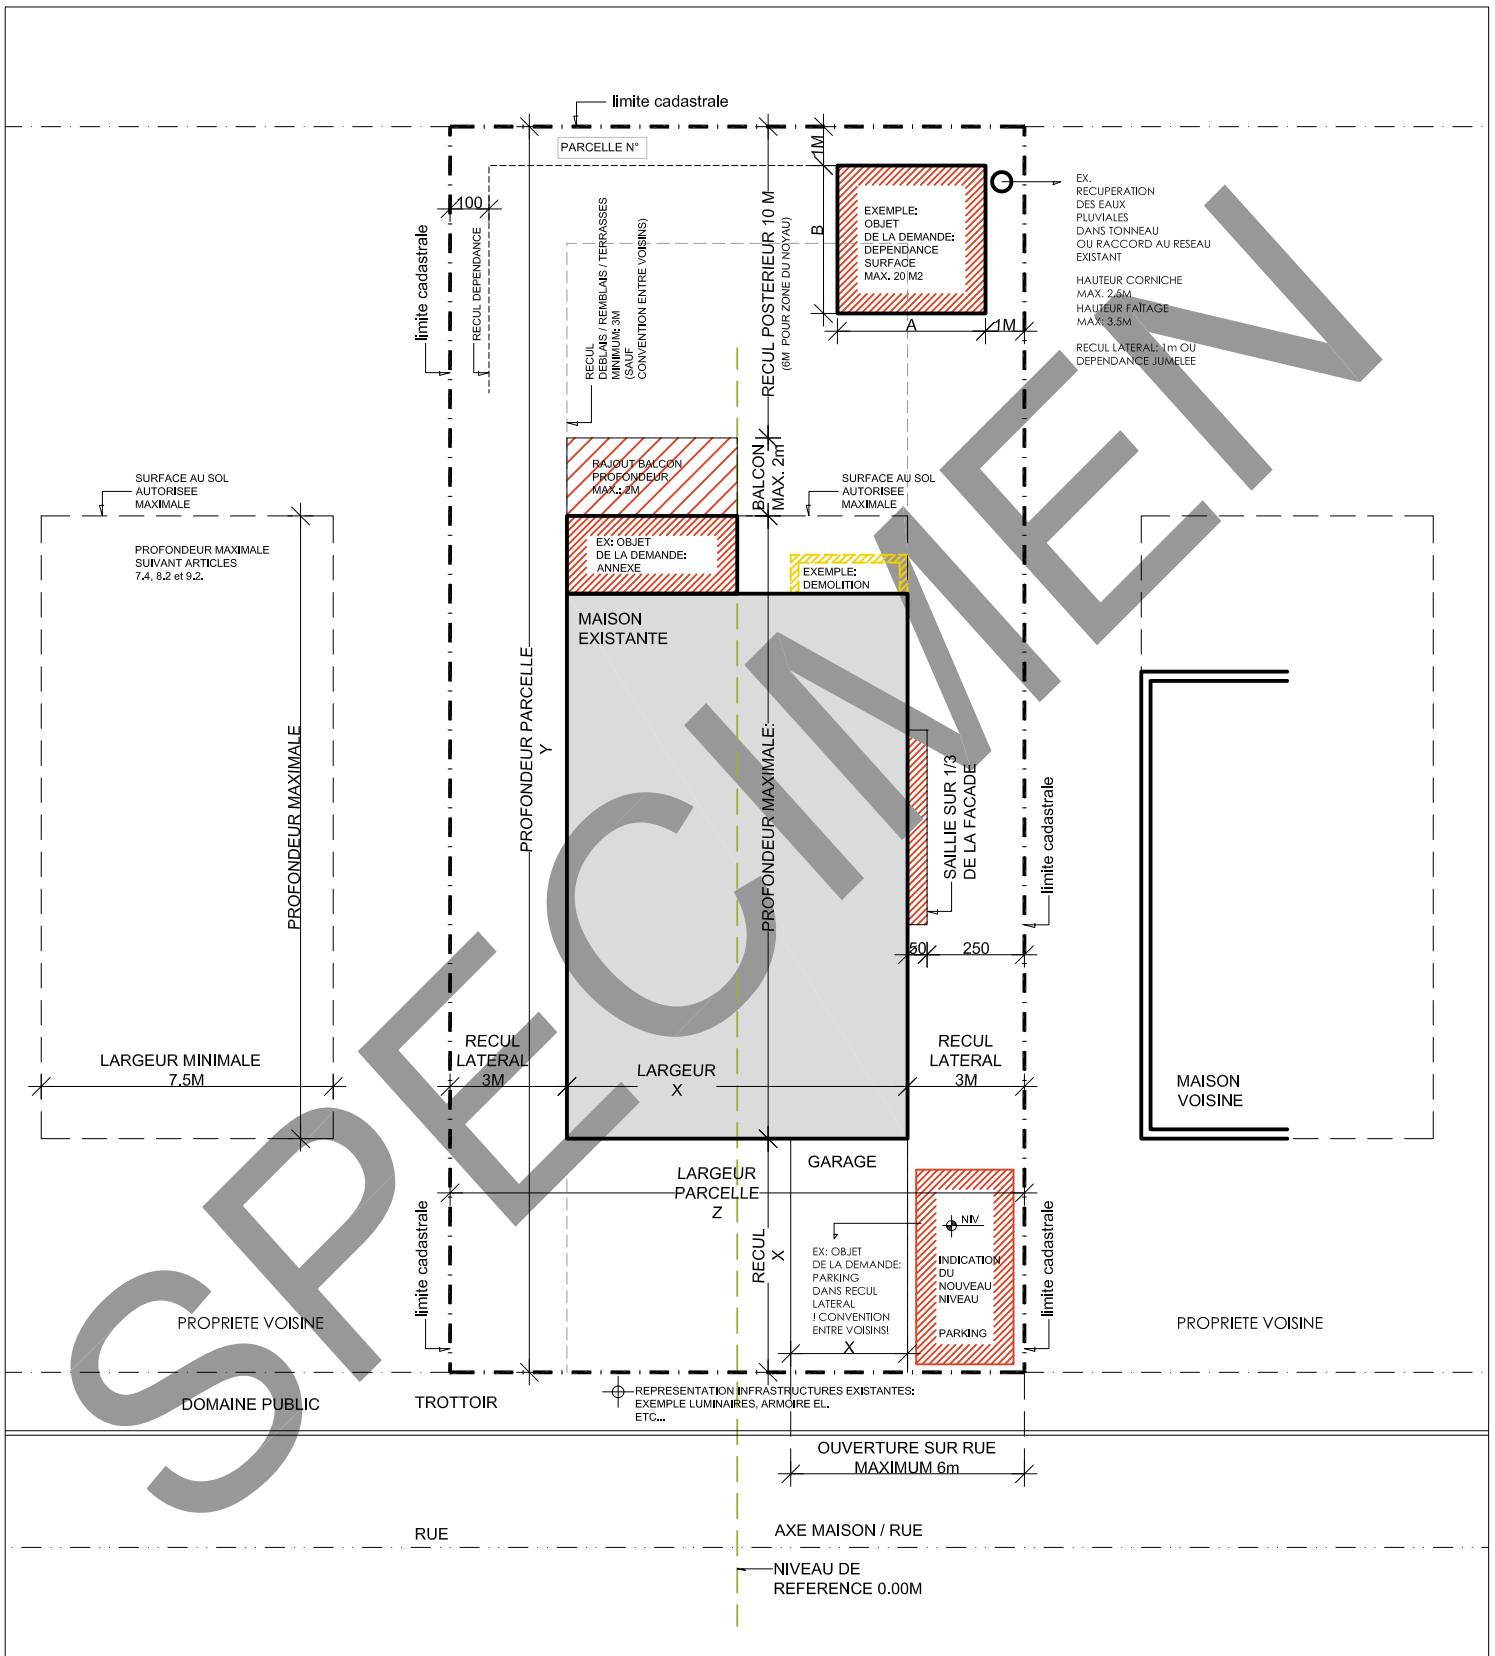 limite cadastrale
PARCELLE N°
1M
100
limite cadastrale
RECUL DEPENDANCE
RECUL
DEBLAIS / REMBLAIS / TERRASSES
MINIMUM: 3M
(SAUF
CONVENTION ENTRE VOISINS)
RECUL POSTERIEUR 10 M
(6M POUR ZONE DU NOYAU)
B
EXEMPLE:
OBJET
DE LA DEMANDE:
DEPENDANCE
SURFACE
MAX. 20 M2
A
1M
EX.
RECUPERATION
DES EAUX
PLUVIALES
DANS TONNEAU
OU RACCORD AU RESEAU
EXISTANT
HAUTEUR CORNICHE
MAX. 2.5M
HAUTEUR FAÎTAGE
MAX: 3.5M
RECUL LATERAL: 1m OU
DEPENDANCE JUMELEE
SURFACE AU SOL
AUTORISEE
MAXIMALE
RAJOUT BALCON
PROFONDEUR
MAX.: 2M
BALCON
MAX. 2m
SURFACE AU SOL
AUTORISEE
MAXIMALE
PROFONDEUR MAXIMALE
SUIVANT ARTICLES
7.4, 8.2 et 9.2.
EX: OBJET
DE LA DEMANDE:
ANNEXE
EXEMPLE:
DEMOLITION
MAISON
EXISTANTE
PROFONDEUR MAXIMALE
PROFONDEUR PARCELLE
Y
PROFONDEUR MAXIMALE:
SAILLIE SUR 1/3
DE LA FACADE
limite cadastrale
50
250
LARGEUR MINIMALE
7.5M
RECUL
LATERAL
3M
LARGEUR
X
RECUL
LATERAL
3M
MAISON
VOISINE
GARAGE
LARGEUR
PARCELLE
Z
limite cadastrale
RECUL
X
EX: OBJET
DE LA DEMANDE:
PARKING
DANS RECUL
LATERAL
! CONVENTION
ENTRE VOISINS!
X
NIV
INDICATION
DU
NOUVEAU
NIVEAU
PARKING
limite cadastrale
PROPRIETE VOISINE
PROPRIETE VOISINE
DOMAINE PUBLIC
TROTTOIR
REPRESENTATION INFRASTRUCTURES EXISTANTES:
EXEMPLE LUMINAIRES, ARMOIRE EL.
ETC...
OUVERTURE SUR RUE
MAXIMUM 6m
RUE
AXE MAISON / RUE
NIVEAU DE
REFERENCE 0.00M
SPECIMEN